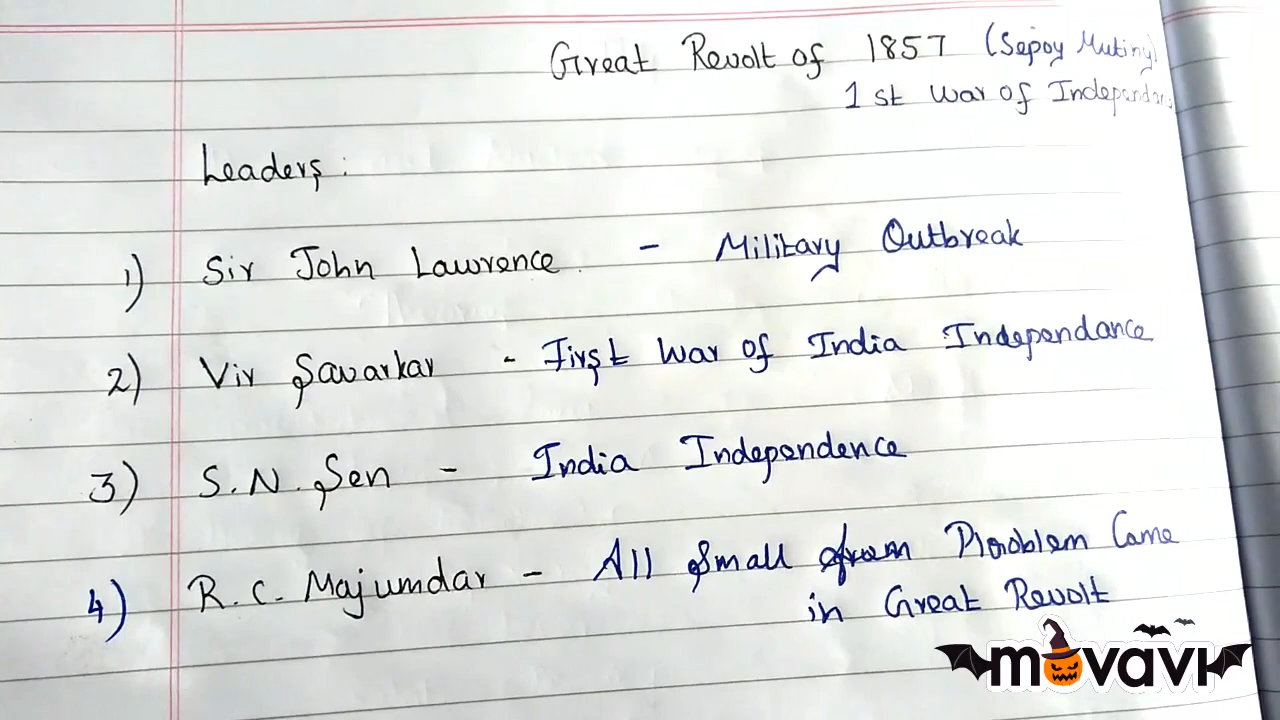 Great Revolt of 1857 (Sepoy Mutiny)
1 st War of Independanc
Leaders :
1) Sir John Lawrence - Military Outbreak
2) Vir Savarkar - First War of India Independance
3) S.N. Sen - India Independence
4) R.C. Majumdar - All Small from Problem Came
in Great Revolt
movavi